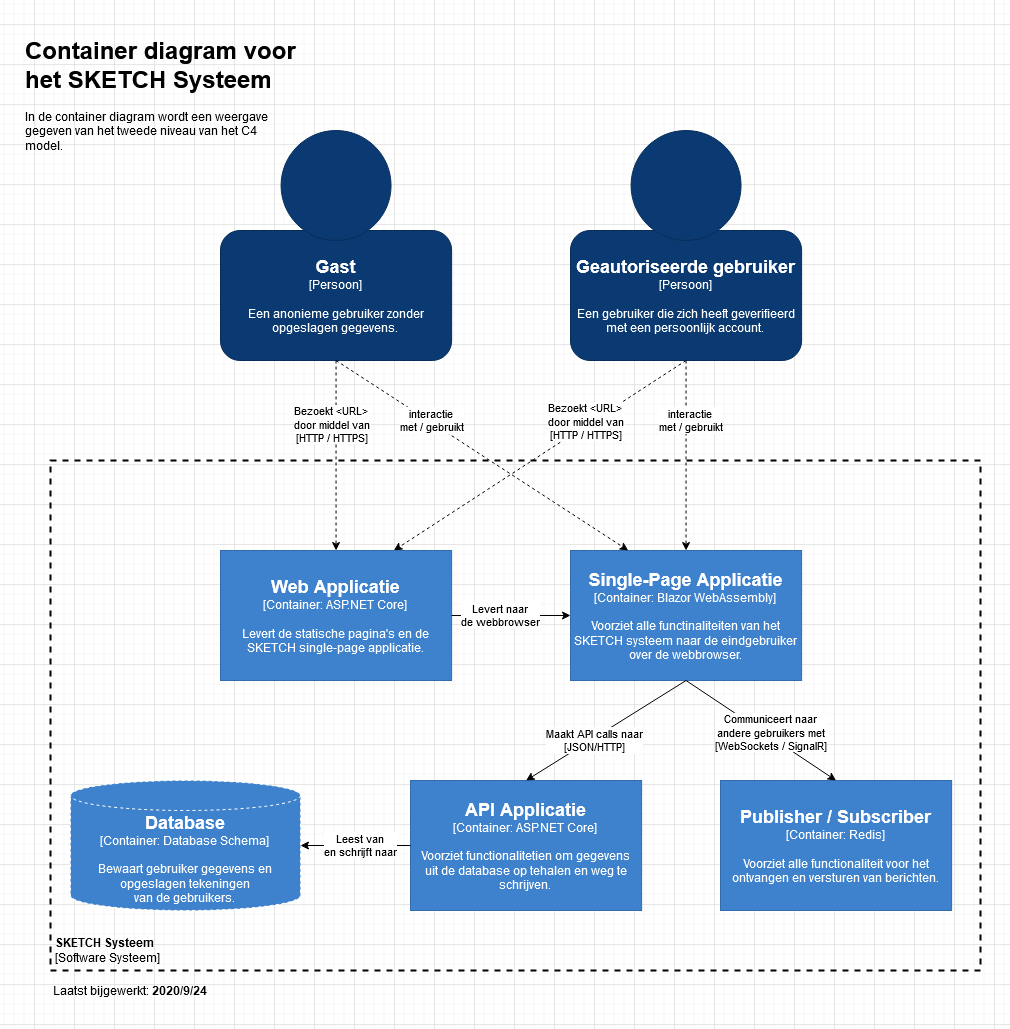 Container diagram voor
het SKETCH Systeem
In de container diagram wordt een weergave
gegeven van het tweede niveau van het C4
model.
Gast
[Persoon]
Een anonieme gebruiker zonder
opgeslagen gegevens.
Geautoriseerde gebruiker
[Persoon]
Een gebruiker die zich heeft geverifieerd
met een persoonlijk account.
Bezoekt <URL>
door middel van
[HTTP / HTTPS]
interactie
met / gebruikt
Bezoekt <URL>
door middel van
[HTTP / HTTPS]
interactie
met / gebruikt
Web Applicatie
[Container: ASP.NET Core]
Levert de statische pagina's en de
SKETCH single-page applicatie.
Levert naar
de webbrowser
Single-Page Applicatie
[Container: Blazor WebAssembly]
Voorziet alle functinaliteiten van het
SKETCH systeem naar de eindgebruiker
over de webbrowser.
Maakt API calls naar
[JSON/HTTP]
Communiceert naar
andere gebruikers met
[WebSockets / SignalR]
Database
[Container: Database Schema]
Bewaart gebruiker gegevens en
opgeslagen tekeningen
van de gebruikers.
Leest van
en schrijft naar
API Applicatie
[Container: ASP.NET Core]
Voorziet functionalitetien om gegevens
uit de database op tehalen en weg te
schrijven.
Publisher / Subscriber
[Container: Redis]
Voorziet alle functionaliteit voor het
ontvangen en versturen van berichten.
SKETCH Systeem
[Software Systeem]
Laatst bijgewerkt: 2020/9/24